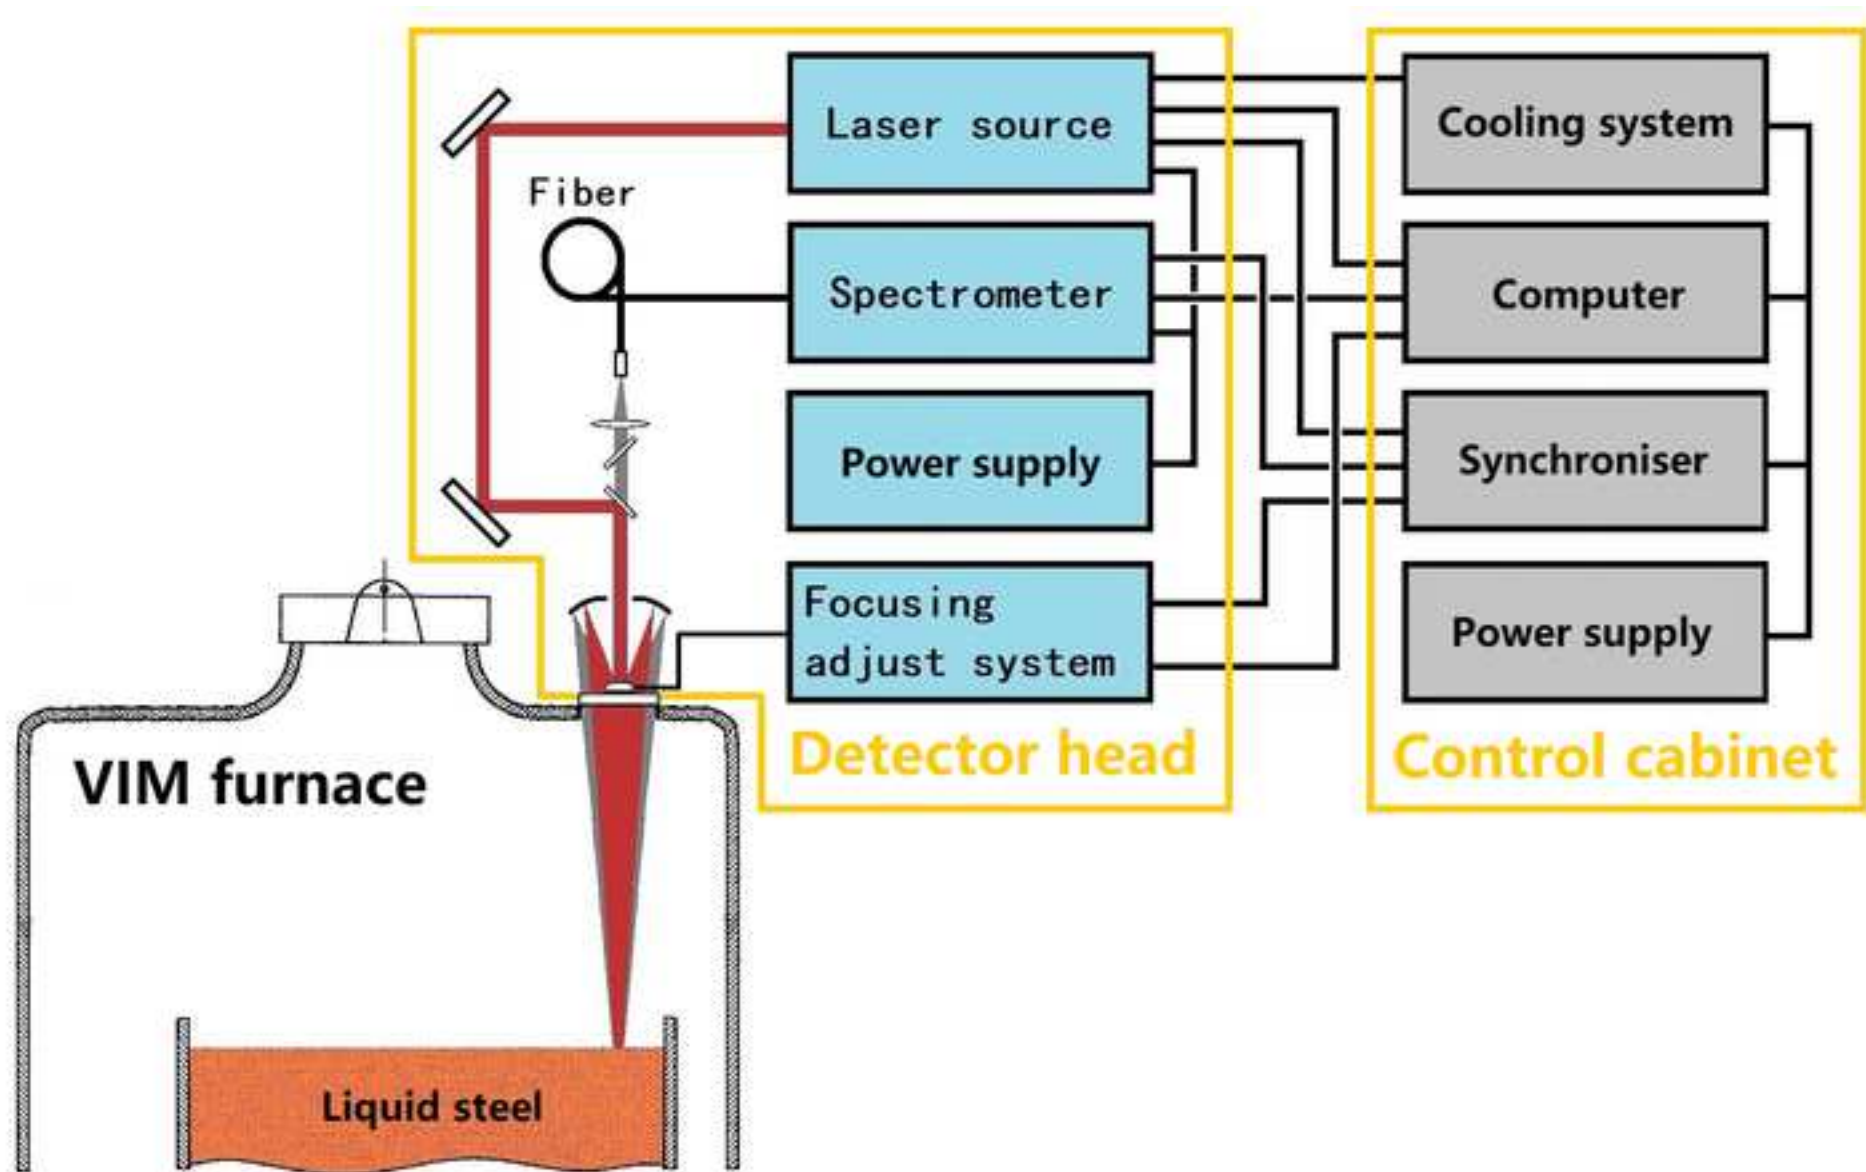 Laser source
Cooling system
Fiber
Spectrometer
Computer
Power supply
Synchroniser
Focusing
adjust system
Power supply
Detector head
Control cabinet
VIM furnace
Liquid steel